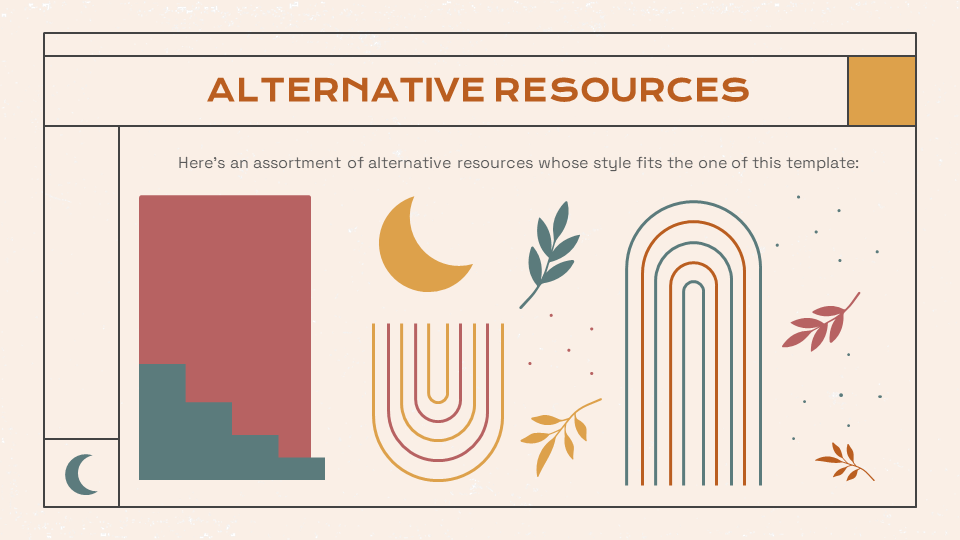 ALTERNATIVE RESOURCES
Here's an assortment of alternative resources whose style fits the one of this template: